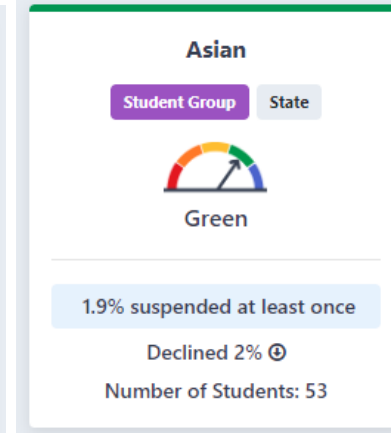 Asian
Student Group State
Green
1.9% suspended at least once
Declined 2%
Number of Students: 53